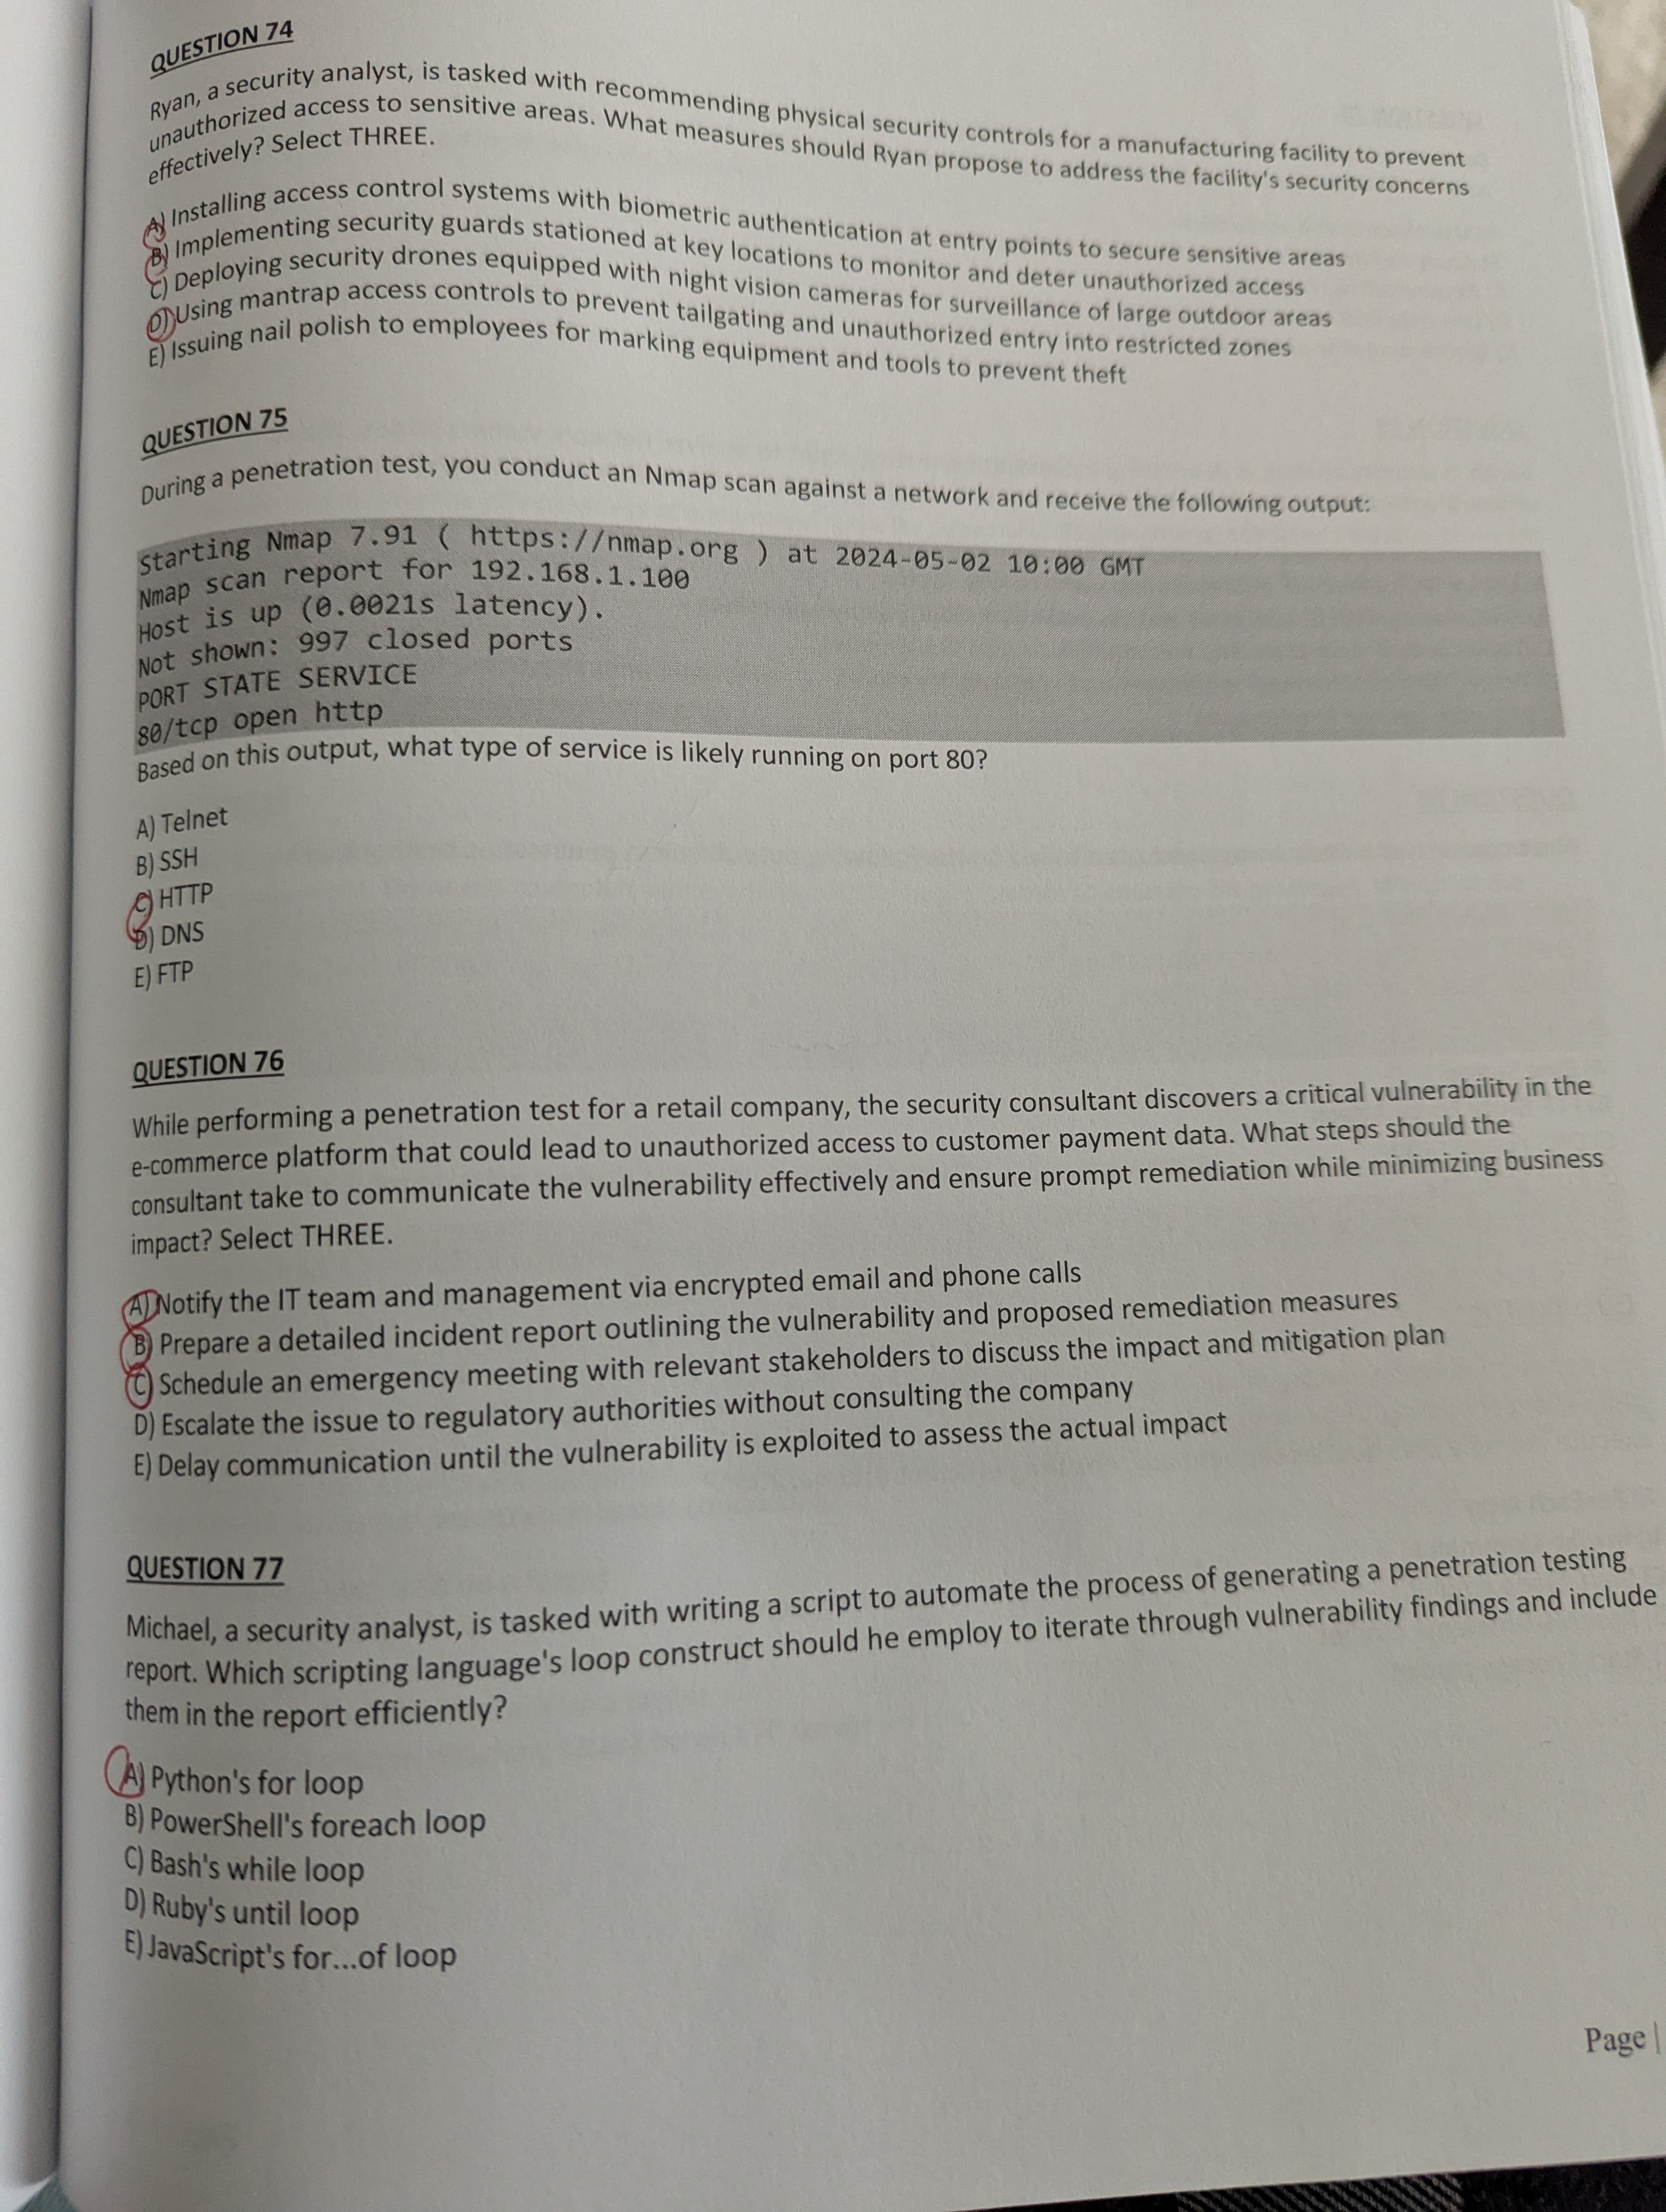 QUESTION 74
Ryan, a security analyst, is tasked with recommending physical security controls for a manufacturing facility to prevent
unauthorized access to sensitive areas. What measures should Ryan propose to address the facility's security concerns
effectively? Select THREE.
A) Installing access control systems with biometric authentication at entry points to secure sensitive areas
B) Implementing security guards stationed at key locations to monitor and deter unauthorized access
C) Deploying security drones equipped with night vision cameras for surveillance of large outdoor areas
D) Using mantrap access controls to prevent tailgating and unauthorized entry into restricted zones
E) Issuing nail polish to employees for marking equipment and tools to prevent theft
QUESTION 75
During a penetration test, you conduct an Nmap scan against a network and receive the following output:
Starting Nmap 7.91 ( https://nmap.org ) at 2024-05-02 10:00 GMT
Nmap scan report for 192.168.1.100
Host is up (0.0021s latency).
Not shown: 997 closed ports
PORT STATE SERVICE
80/tcp open http
Based on this output, what type of service is likely running on port 80?
A) Telnet
B) SSH
C) HTTP
D) DNS
E) FTP
QUESTION 76
While performing a penetration test for a retail company, the security consultant discovers a critical vulnerability in the
e-commerce platform that could lead to unauthorized access to customer payment data. What steps should the
consultant take to communicate the vulnerability effectively and ensure prompt remediation while minimizing business
impact? Select THREE.
A) Notify the IT team and management via encrypted email and phone calls
B) Prepare a detailed incident report outlining the vulnerability and proposed remediation measures
C) Schedule an emergency meeting with relevant stakeholders to discuss the impact and mitigation plan
D) Escalate the issue to regulatory authorities without consulting the company
E) Delay communication until the vulnerability is exploited to assess the actual impact
QUESTION 77
Michael, a security analyst, is tasked with writing a script to automate the process of generating a penetration testing
report. Which scripting language's loop construct should he employ to iterate through vulnerability findings and include
them in the report efficiently?
A) Python's for loop
B) PowerShell's foreach loop
C) Bash's while loop
D) Ruby's until loop
E) JavaScript's for...of loop
Page |